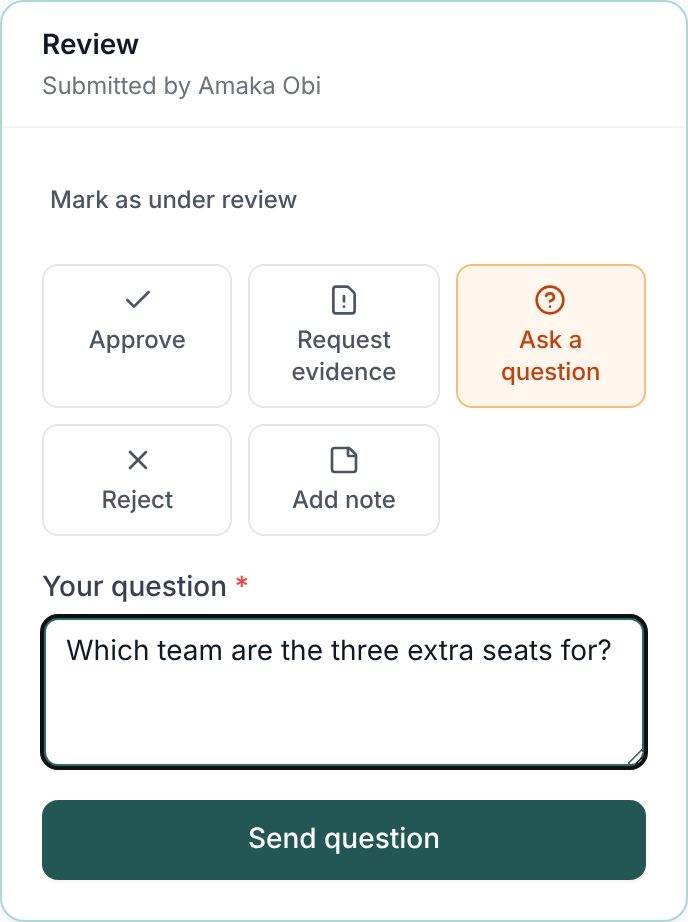 Review
Submitted by Amaka Obi
Mark as under review
Approve
Request
evidence
Ask a
question
Reject
Add note
Your question *
Which team are the three extra seats for?
Send question